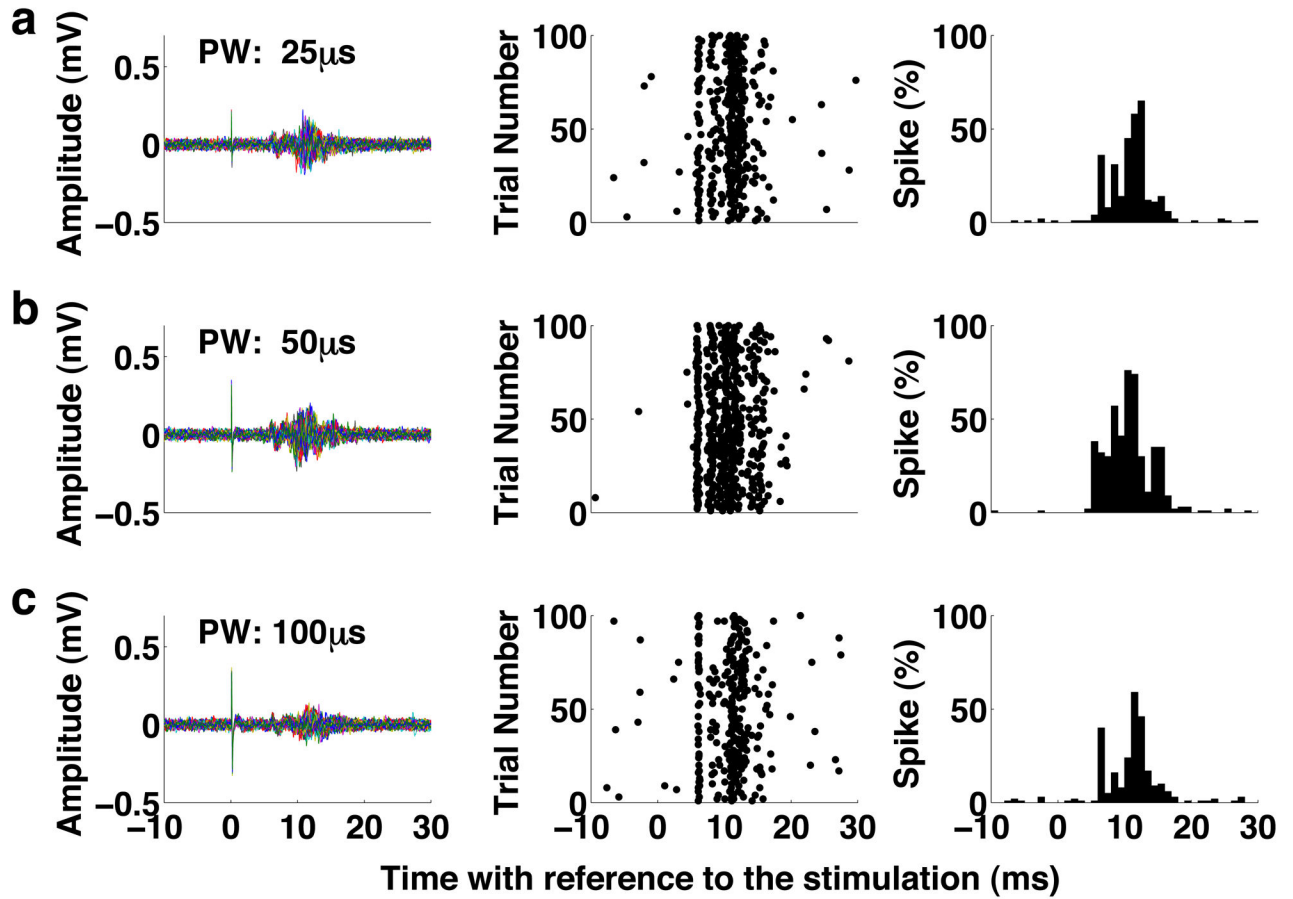 a
Amplitude (mV)
0.5
0
−0.5
PW: 25µs
Trial Number
100
50
0
Spike (%)
100
50
0
b
Amplitude (mV)
0.5
0
−0.5
PW: 50µs
Trial Number
100
50
0
Spike (%)
100
50
0
c
Amplitude (mV)
0.5
0
−0.5
PW: 100µs
−10 0 10 20 30
Trial Number
100
50
0
−10 0 10 20 30
Spike (%)
100
50
0
−10 0 10 20 30
Time with reference to the stimulation (ms)